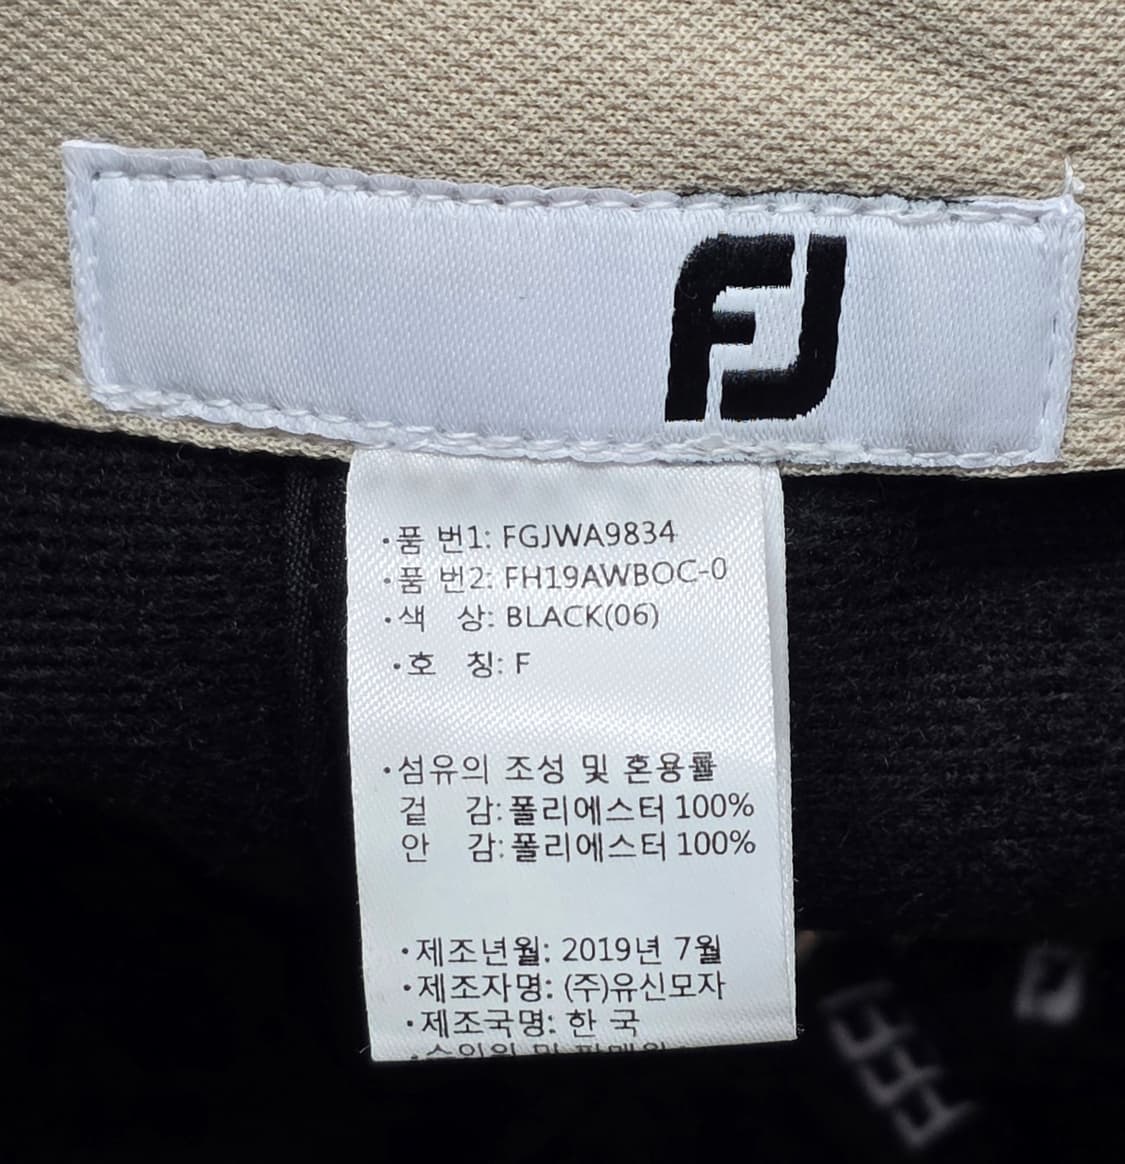 FJ
·품 번1: FGJWA9834
·품 번2: FH19AWBOC-0
·색 상: BLACK(06)
·호 칭: F
·섬유의 조성 및 혼용률
겉 감: 폴리에스터 100%
안 감: 폴리에스터 100%
·제조년월: 2019년 7월
·제조자명: (주)유신모자
·제조국명: 한 국